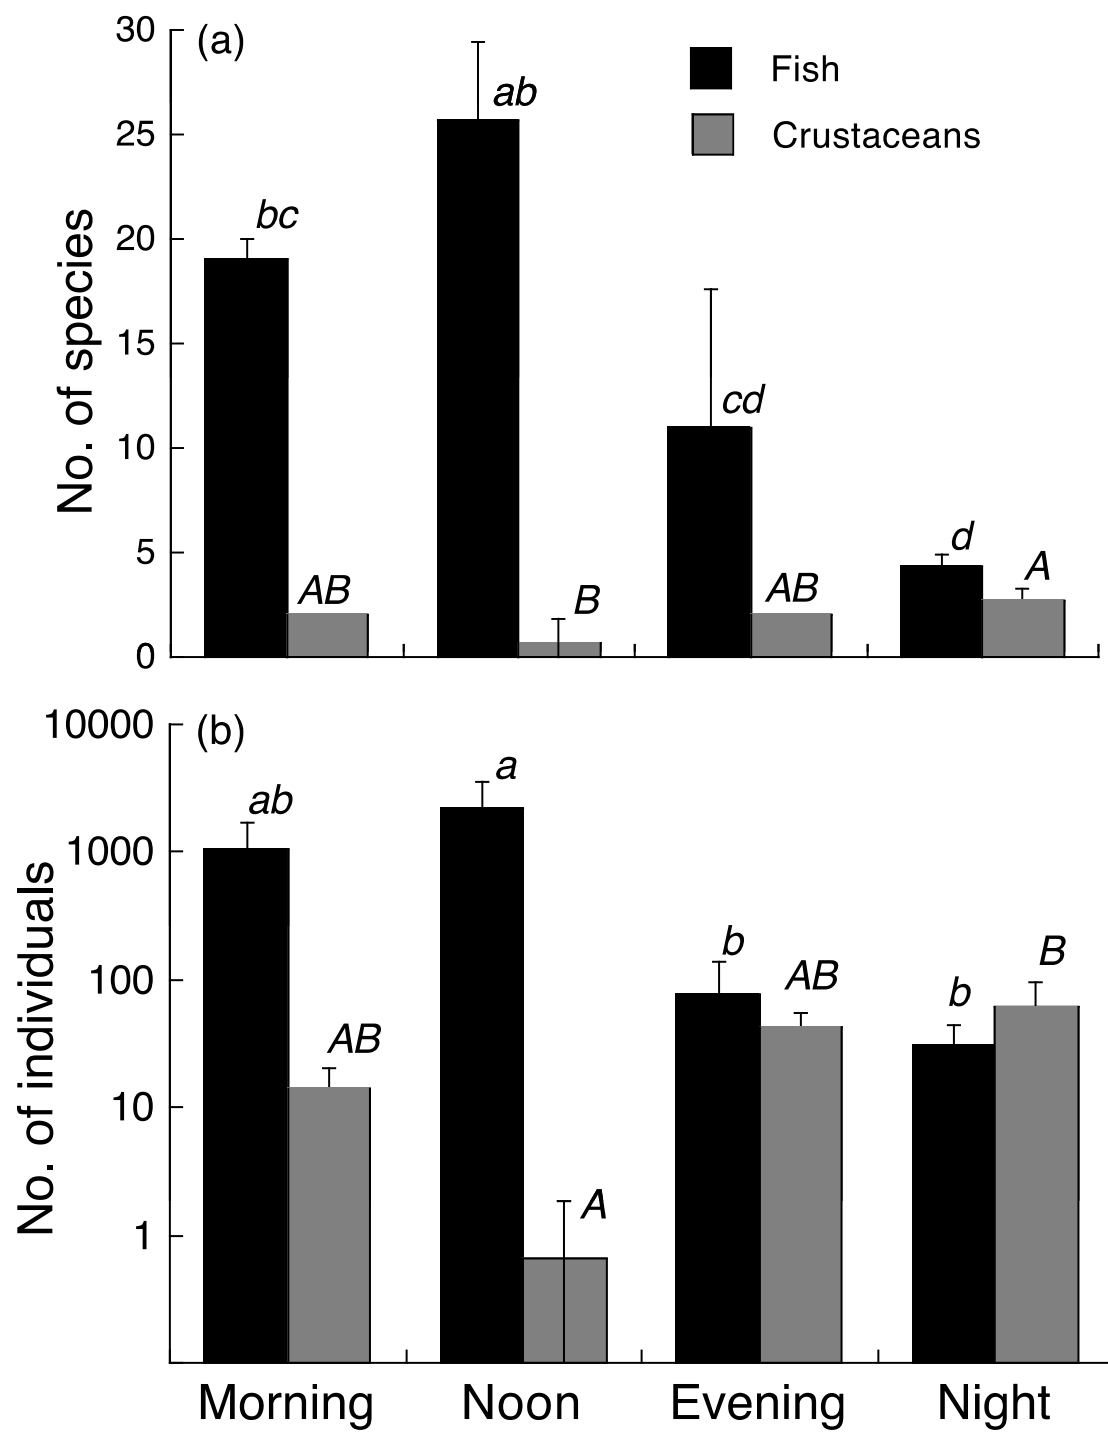 (a)
Fish
Crustaceans
No. of species
30
25
20
15
10
5
0
bc
AB
ab
B
cd
AB
d
A
(b)
No. of individuals
10000
1000
100
10
1
ab
AB
a
A
b
AB
b
B
Morning Noon Evening Night